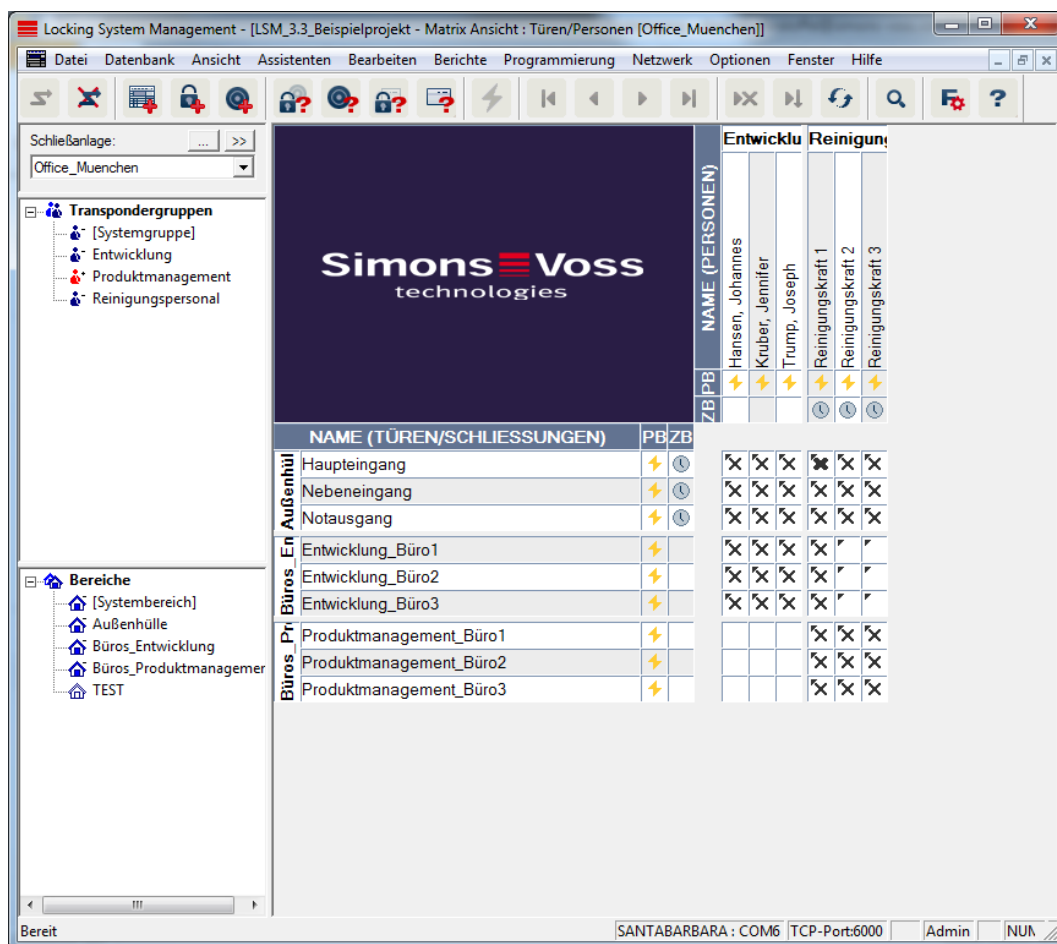 Locking System Management - [LSM_3.3_Beispielprojekt - Matrix Ansicht : Türen/Personen [Office_Muenchen]]
Datei Datenbank Ansicht Assistenten Bearbeiten Berichte Programmierung Netzwerk Optionen Fenster Hilfe
Schließanlage:
... >>
Office_Muenchen
Transpondergruppen
[Systemgruppe]
Entwicklung
Produktmanagement
Reinigungspersonal
Bereiche
[Systembereich]
Außenhülle
Büros_Entwicklung
Büros_Produktmanagemer
TEST
Simons Voss
technologies
NAME (PERSONEN)
PB
ZB
Entwicklu Reinigung
Hansen, Johannes
Kruber, Jennifer
Trump, Joseph
Reinigungskraft 1
Reinigungskraft 2
Reinigungskraft 3
NAME (TÜREN/SCHLIESSUNGEN) PB ZB
Außenhül
Haupteingang
Nebeneingang
Notausgang
Büros_En
Entwicklung_Büro1
Entwicklung_Büro2
Entwicklung_Büro3
Büros_Pr
Produktmanagement_Büro1
Produktmanagement_Büro2
Produktmanagement_Büro3
Bereit SANTABARBARA : COM6 TCP-Port:6000 Admin NUM